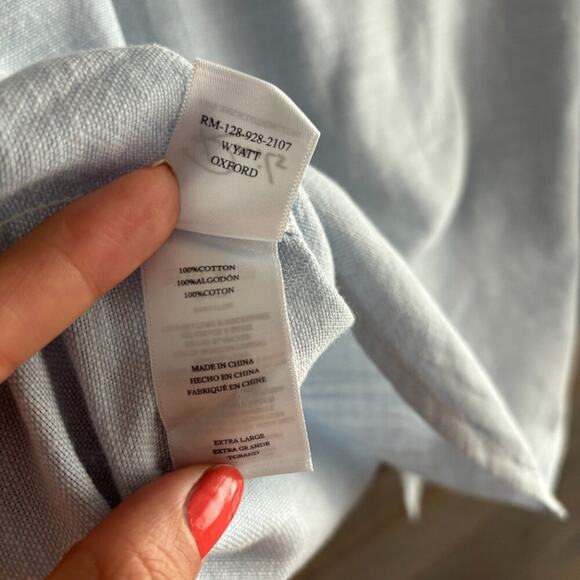 RM-128-928-2107
WYATT
OXFORD
100%COTTON
100%ALGODÓN
100%COTON
MADE IN CHINA
HECHO EN CHINA
FABRIQUÉ EN CHINE
EXTRA LARGE
EXTRA GRANDE
TGRAND